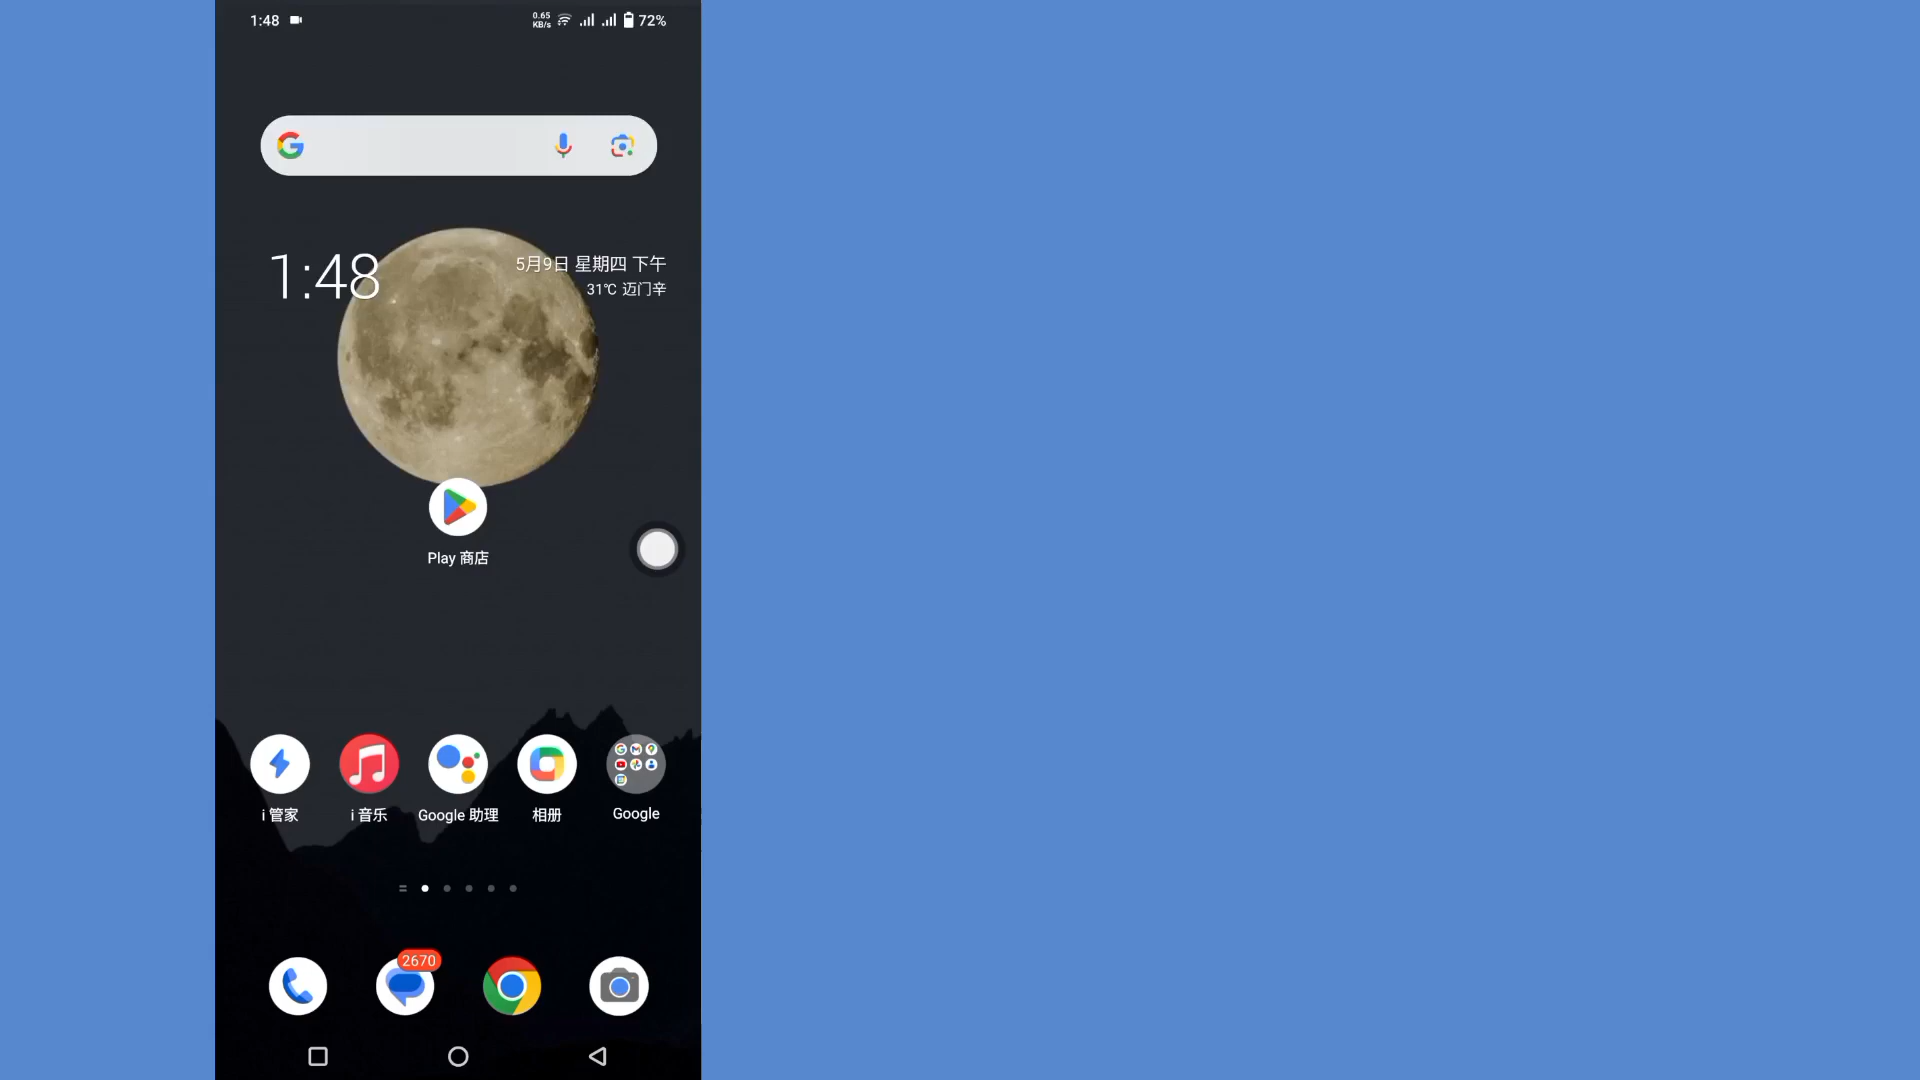 1:48
0.65
KB/s
72%
1:48
5月9日 星期四 下午
31℃ 迈门辛
Play 商店
i 管家
i 音乐
Google 助理
相册
Google
2670